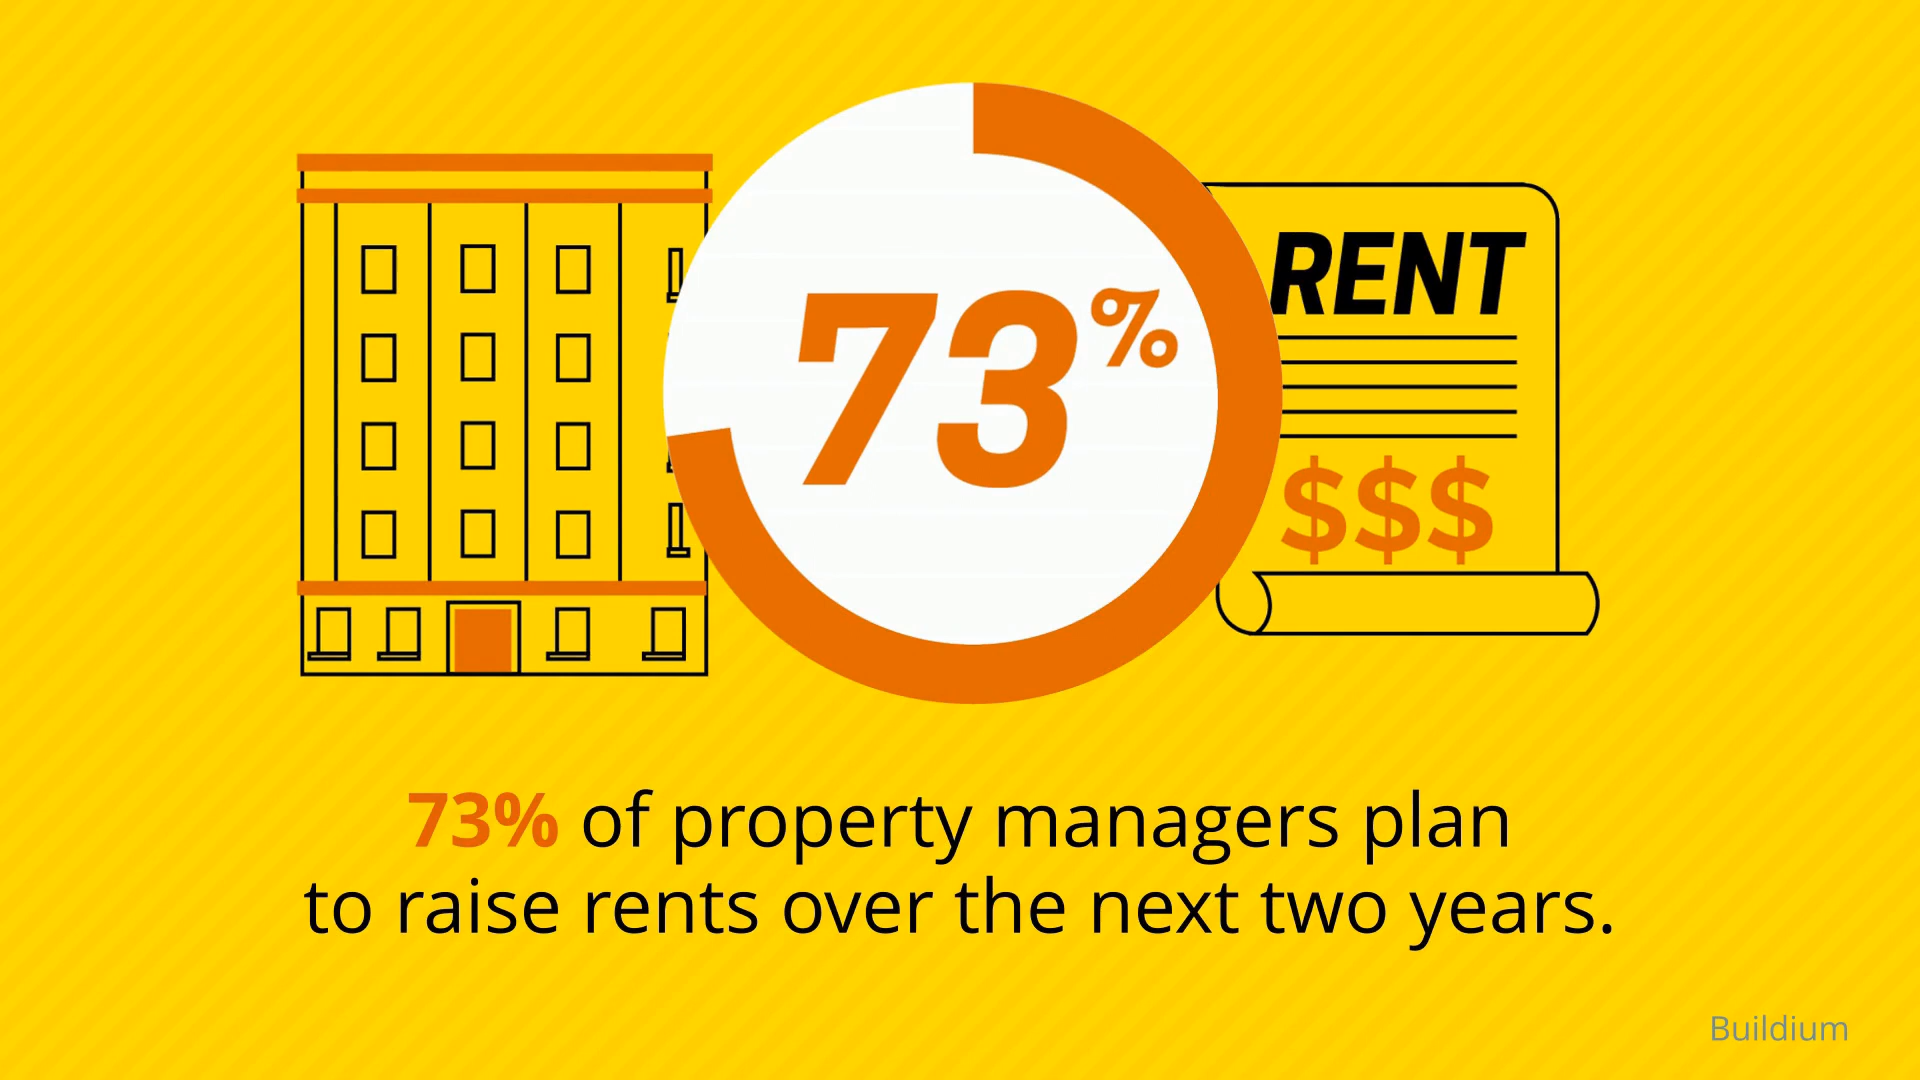 73%
RENT
$$$
73% of property managers plan
to raise rents over the next two years.
Buildium